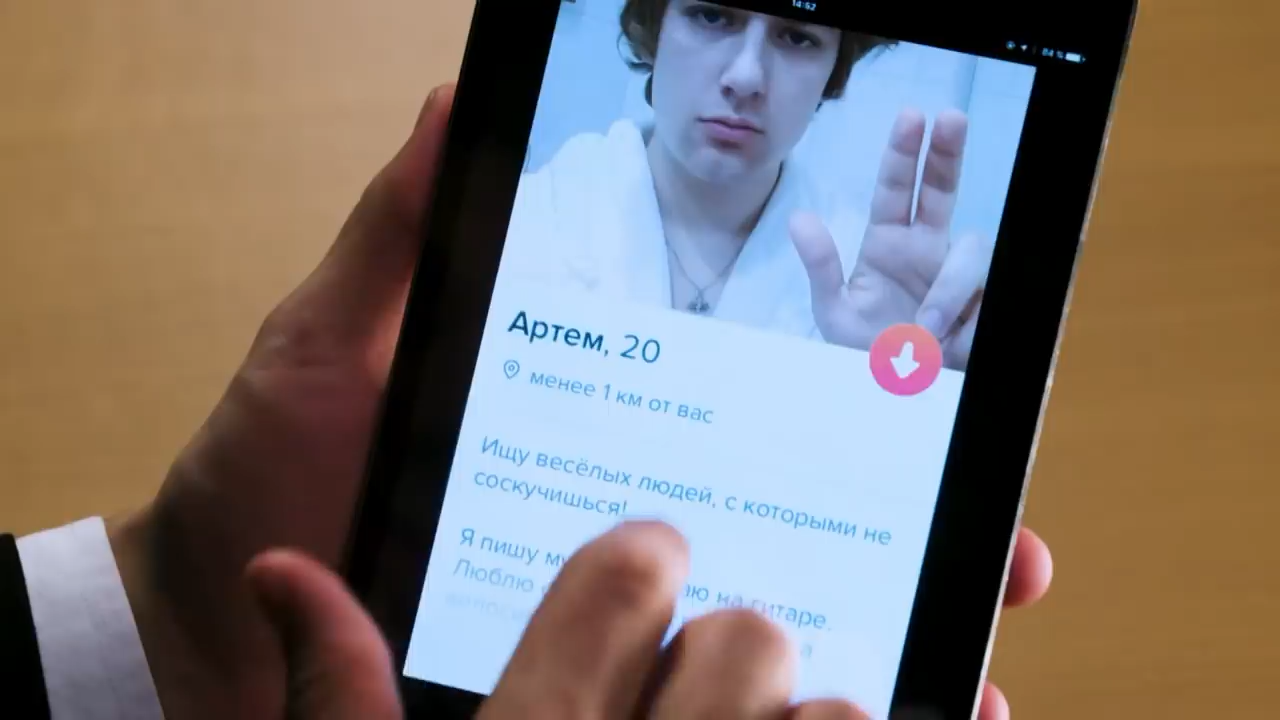 14:52
84 %
Артем, 20
менее 1 км от вас
Ищу весёлых людей, с которыми не
соскучишься!
Я пишу на гитаре.
Люблю